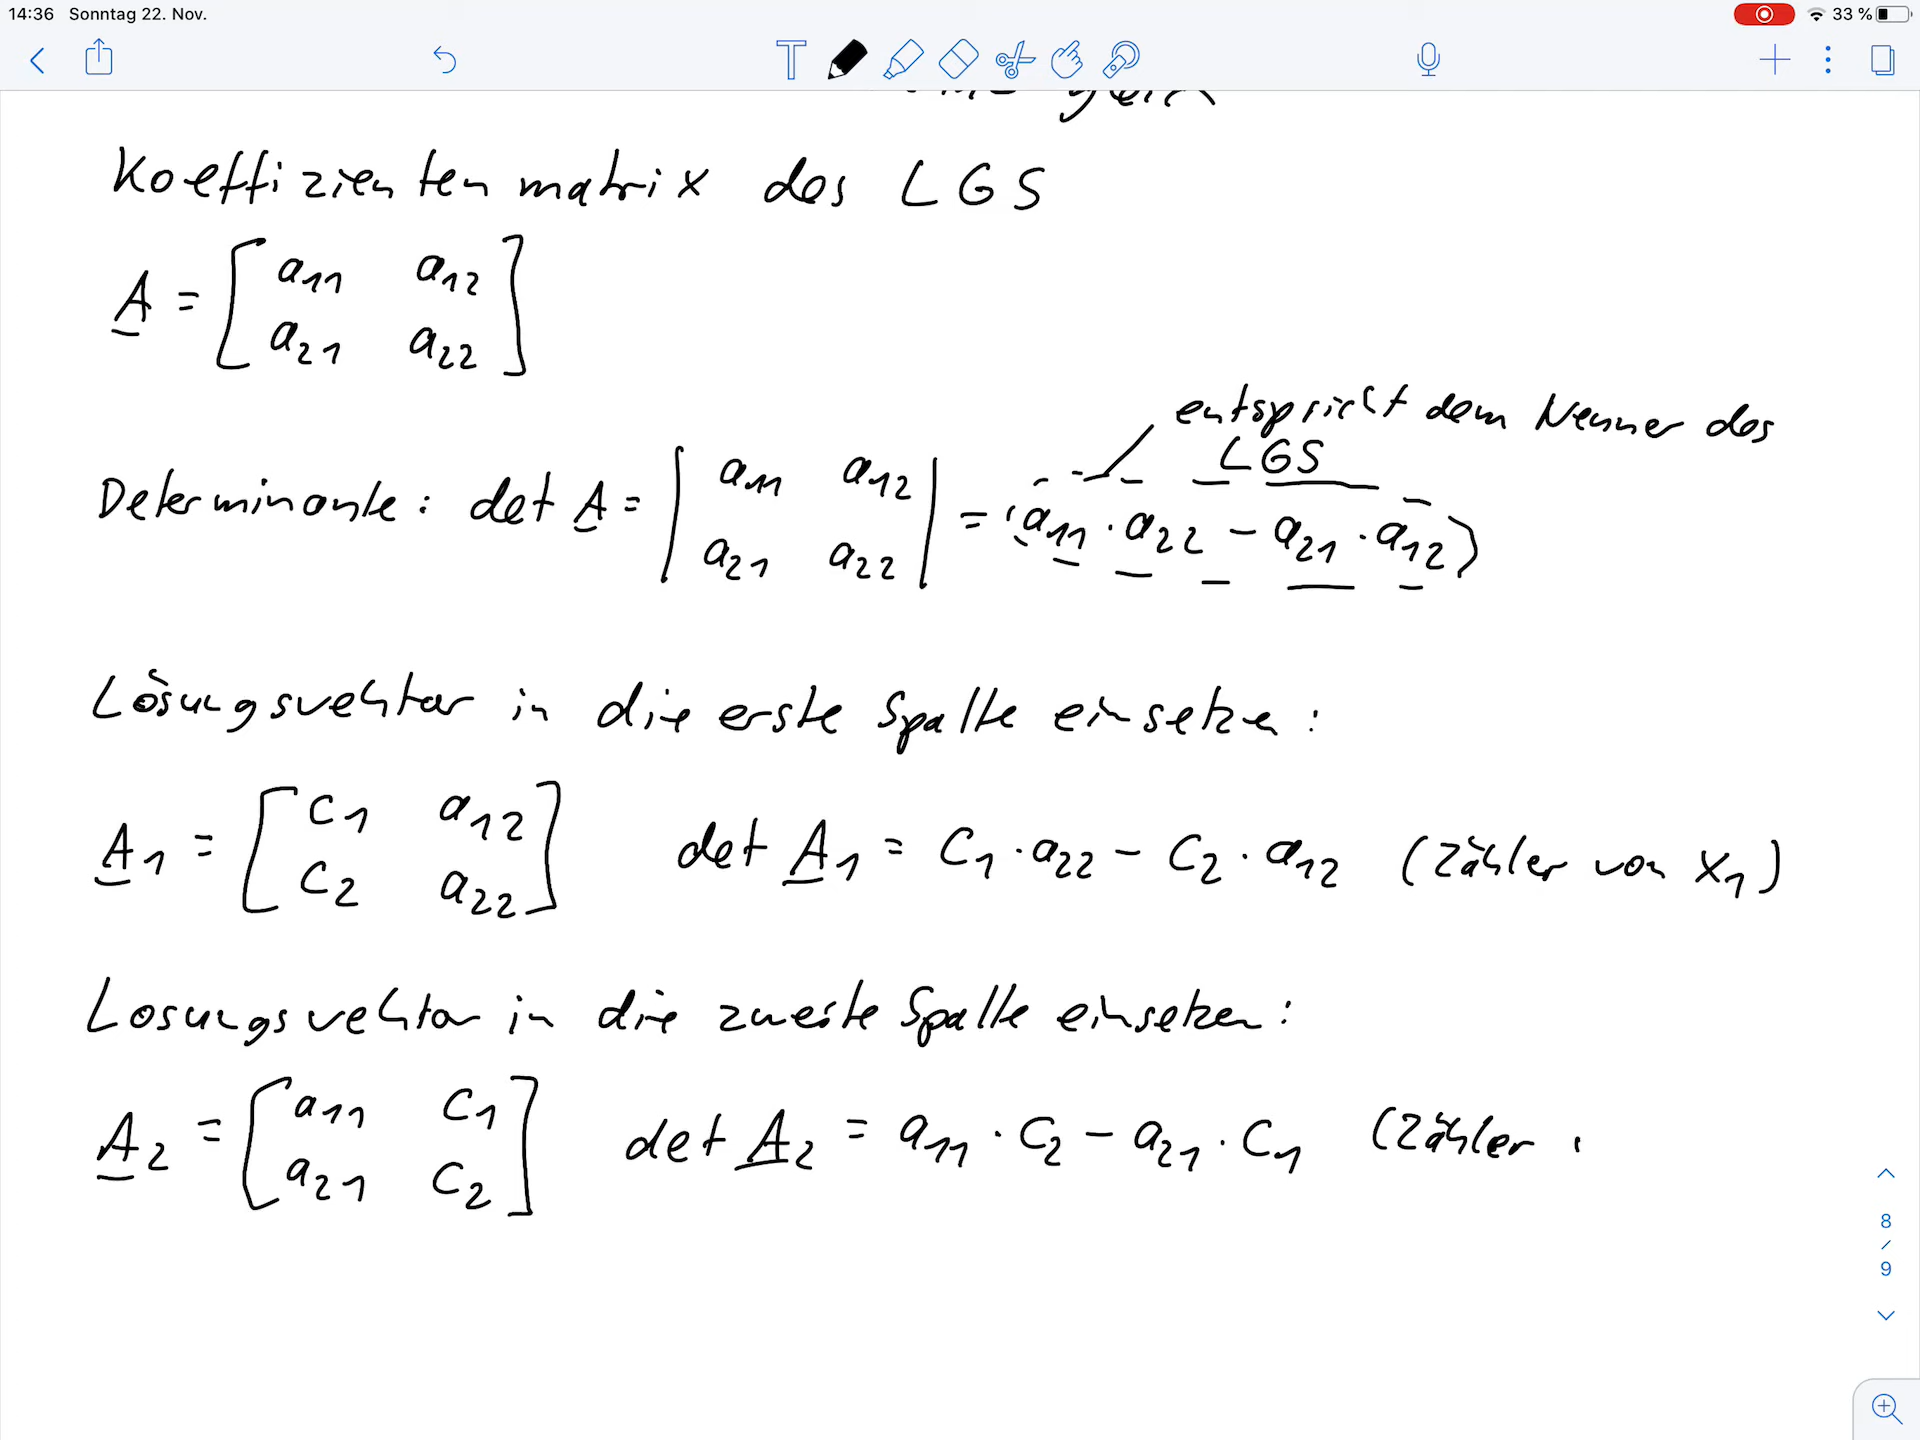 14:36 Sonntag 22. Nov. 33 %
Koeffizientenmatrix des LGS
A = [ a11 a12
a21 a22 ]
entspricht dem Nenner des
LGS
Determinante: det A = | a11 a12
a21 a22 | = (a11 · a22 - a21 · a12)
Lösungsvektor in die erste Spalte einsetzen:
A1 = [ c1 a12
c2 a22 ] det A1 = c1 · a22 - c2 · a12 (Zähler von x1)
Losungsvektor in die zweite Spalte einsetzen:
A2 = [ a11 c1
a21 c2 ] det A2 = a11 · c2 - a21 · c1 (Zähler
8
/
9